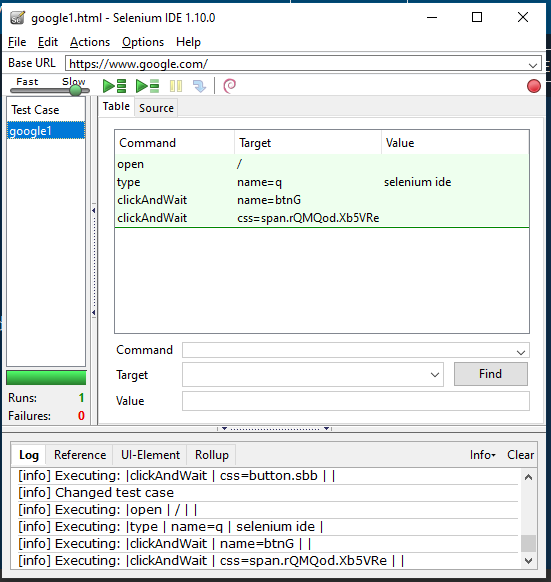 google1.html - Selenium IDE 1.10.0
File Edit Actions Options Help
Base URL https://www.google.com/
Fast Slow
Test Case
google1
Table Source
Command Target Value
open /
type name=q selenium ide
clickAndWait name=btnG
clickAndWait css=span.rQMQod.Xb5VRe
Command
Target Find
Value
Runs: 1
Failures: 0
Log Reference UI-Element Rollup Info Clear
[info] Executing: |clickAndWait | css=button.sbb | |
[info] Changed test case
[info] Executing: |open | / | |
[info] Executing: |type | name=q | selenium ide |
[info] Executing: |clickAndWait | name=btnG | |
[info] Executing: |clickAndWait | css=span.rQMQod.Xb5VRe | |